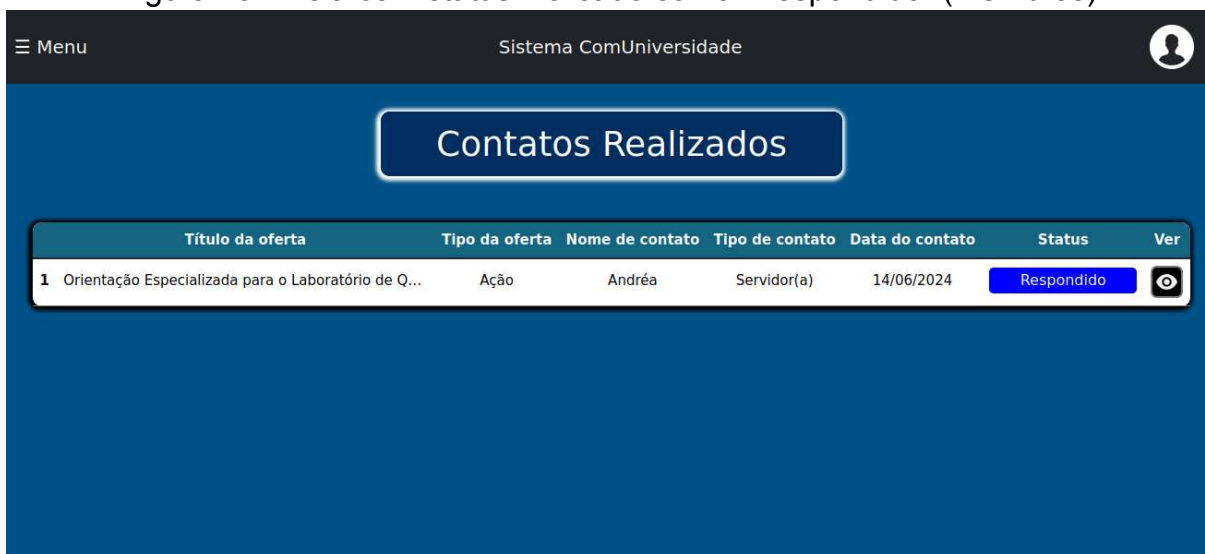 ☰ Menu Sistema ComUniversidade
Contatos Realizados
Título da oferta Tipo da oferta Nome de contato Tipo de contato Data do contato Status Ver
1 Orientação Especializada para o Laboratório de Q... Ação Andréa Servidor(a) 14/06/2024 Respondido